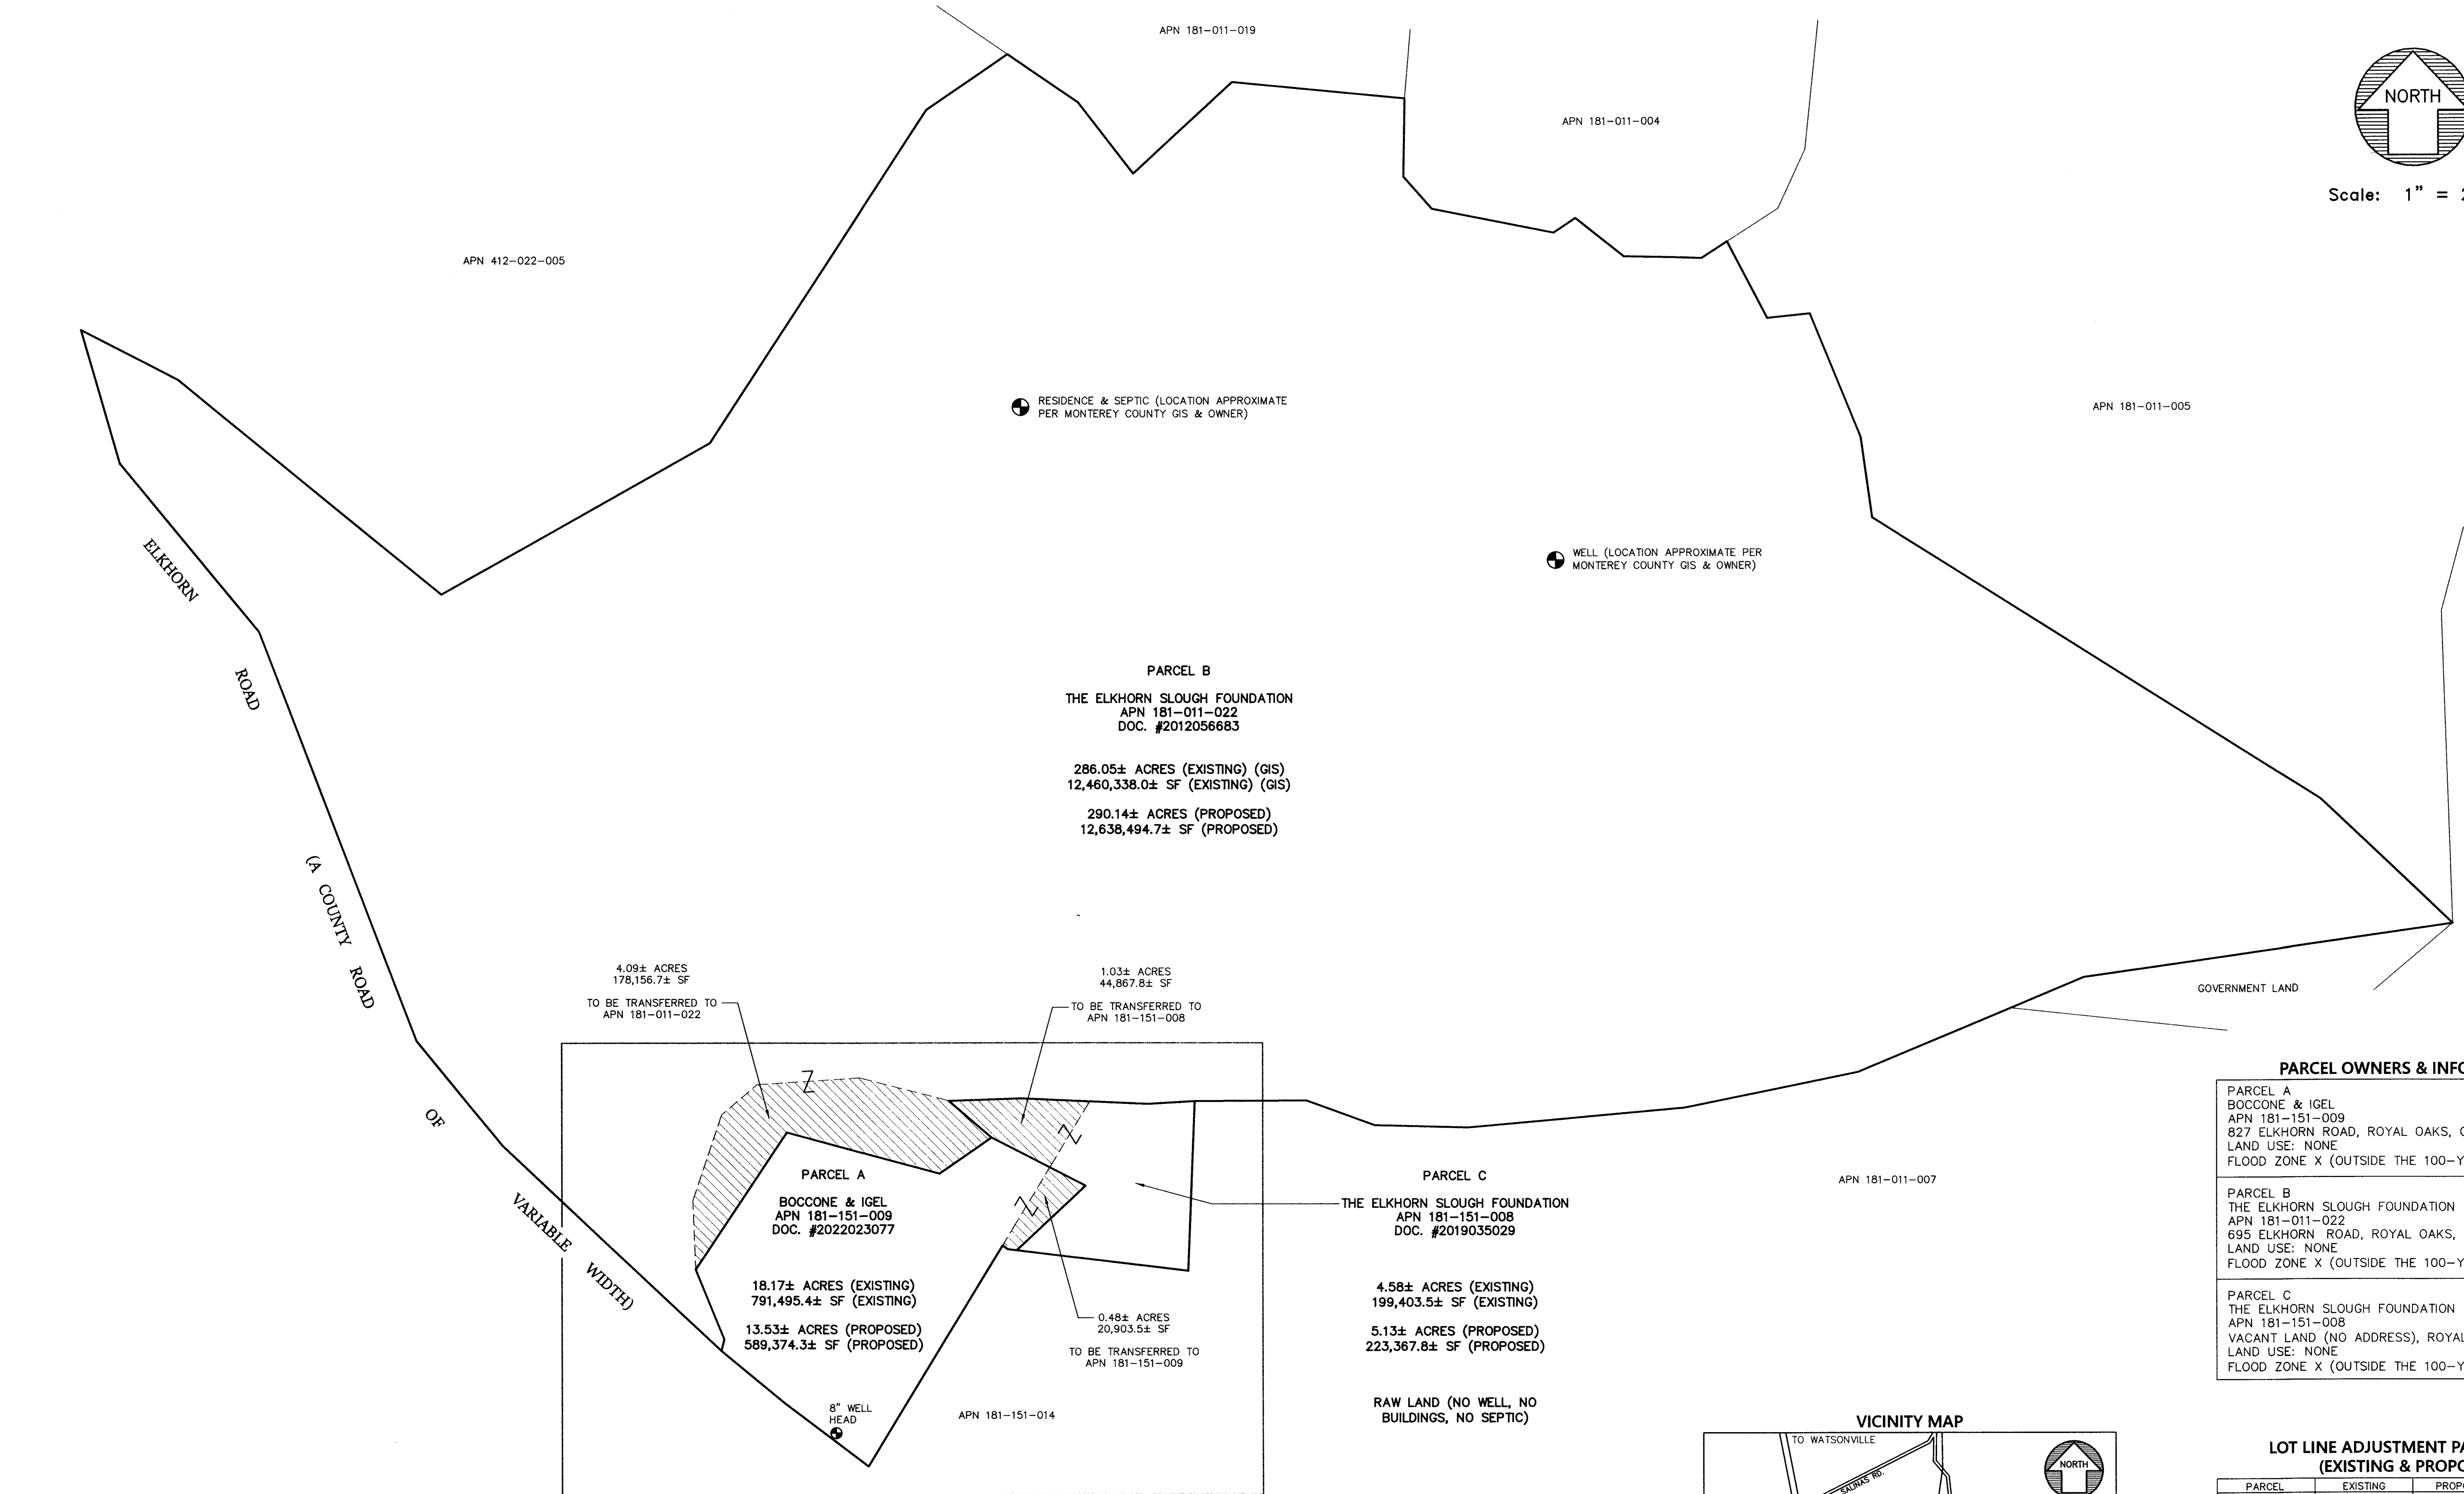 APN 181-011-019
NORTH
APN 181-011-004
Scale: 1" =
APN 412-022-005
RESIDENCE & SEPTIC (LOCATION APPROXIMATE
PER MONTEREY COUNTY GIS & OWNER)
APN 181-011-005
WELL (LOCATION APPROXIMATE PER
MONTEREY COUNTY GIS & OWNER)
ELKHORN ROAD (A COUNTY ROAD OF VARIABLE WIDTH)
PARCEL B
THE ELKHORN SLOUGH FOUNDATION
APN 181-011-022
DOC. #2012056683
286.05± ACRES (EXISTING) (GIS)
12,460,338.0± SF (EXISTING) (GIS)
290.14± ACRES (PROPOSED)
12,638,494.7± SF (PROPOSED)
4.09± ACRES
178,156.7± SF
TO BE TRANSFERRED TO
APN 181-011-022
1.03± ACRES
44,867.8± SF
TO BE TRANSFERRED TO
APN 181-151-008
GOVERNMENT LAND
PARCEL A
BOCCONE & IGEL
APN 181-151-009
DOC. #2022023077
18.17± ACRES (EXISTING)
791,495.4± SF (EXISTING)
13.53± ACRES (PROPOSED)
589,374.3± SF (PROPOSED)
0.48± ACRES
20,903.5± SF
TO BE TRANSFERRED TO
APN 181-151-009
8" WELL
HEAD
APN 181-151-014
PARCEL C
THE ELKHORN SLOUGH FOUNDATION
APN 181-151-008
DOC. #2019035029
4.58± ACRES (EXISTING)
199,403.5± SF (EXISTING)
5.13± ACRES (PROPOSED)
223,367.8± SF (PROPOSED)
RAW LAND (NO WELL, NO
BUILDINGS, NO SEPTIC)
APN 181-011-007
PARCEL OWNERS & INFO
PARCEL A
BOCCONE & IGEL
APN 181-151-009
827 ELKHORN ROAD, ROYAL OAKS,
LAND USE: NONE
FLOOD ZONE X (OUTSIDE THE 100-Y
PARCEL B
THE ELKHORN SLOUGH FOUNDATION
APN 181-011-022
695 ELKHORN ROAD, ROYAL OAKS,
LAND USE: NONE
FLOOD ZONE X (OUTSIDE THE 100-Y
PARCEL C
THE ELKHORN SLOUGH FOUNDATION
APN 181-151-008
VACANT LAND (NO ADDRESS), ROYAL
LAND USE: NONE
FLOOD ZONE X (OUTSIDE THE 100-Y
VICINITY MAP
TO WATSONVILLE
SALINAS RD.
NORTH
LOT LINE ADJUSTMENT PA
(EXISTING & PROPO
PARCEL EXISTING PROP